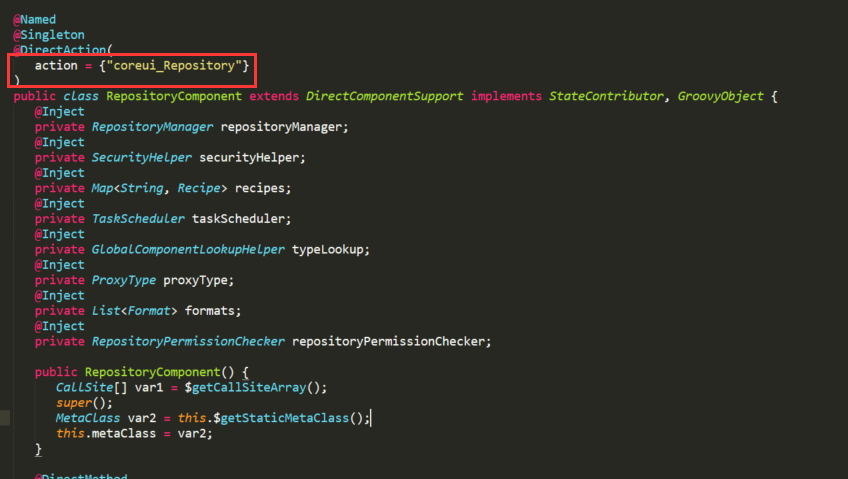 @Named
@Singleton
@DirectAction(
action = {"coreui_Repository"}
)
public class RepositoryComponent extends DirectComponentSupport implements StateContributor, GroovyObject {
@Inject
private RepositoryManager repositoryManager;
@Inject
private SecurityHelper securityHelper;
@Inject
private Map<String, Recipe> recipes;
@Inject
private TaskScheduler taskScheduler;
@Inject
private GlobalComponentLookupHelper typeLookup;
@Inject
private ProxyType proxyType;
@Inject
private List<Format> formats;
@Inject
private RepositoryPermissionChecker repositoryPermissionChecker;
public RepositoryComponent() {
CallSite[] var1 = $getCallSiteArray();
super();
MetaClass var2 = this.$getStaticMetaClass();
this.metaClass = var2;
}
@DirectMethod